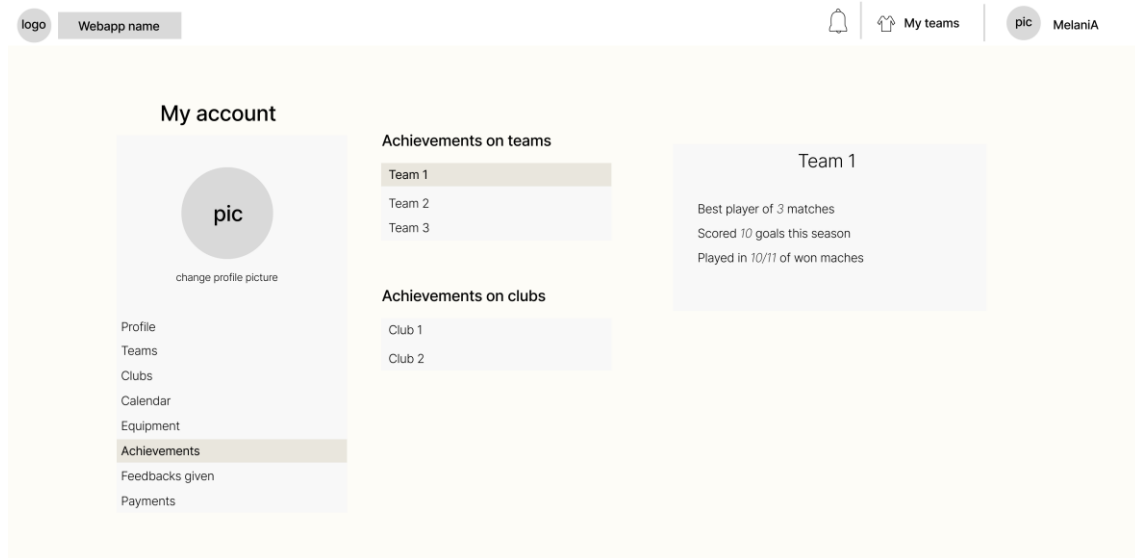 logo
Webapp name
My teams
pic
MelaniA
My account
pic
change profile picture
Profile
Teams
Clubs
Calendar
Equipment
Achievements
Feedbacks given
Payments
Achievements on teams
Team 1
Team 2
Team 3
Achievements on clubs
Club 1
Club 2
Team 1
Best player of 3 matches
Scored 10 goals this season
Played in 10/11 of won maches